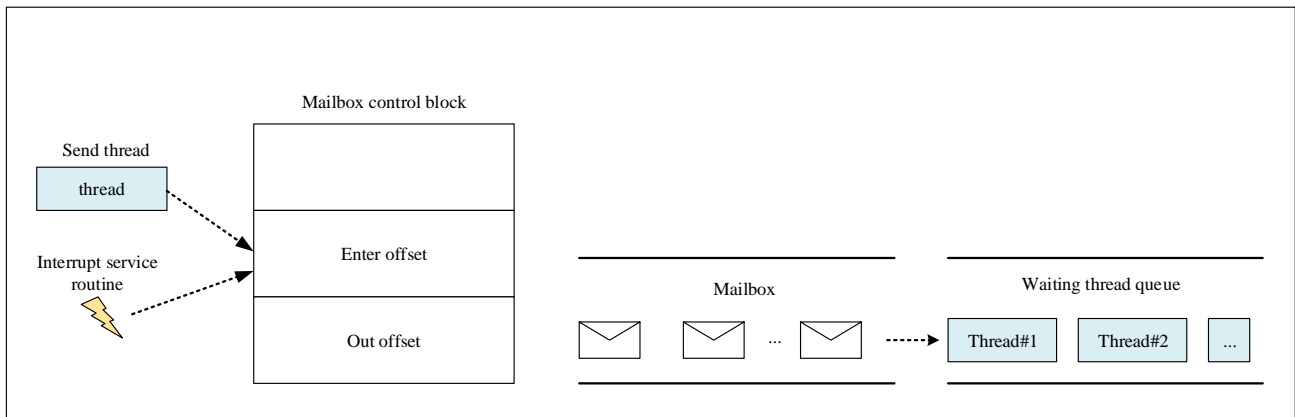 Mailbox control block
Send thread
thread
Interrupt service
routine
Enter offset
Out offset
Mailbox
...
Waiting thread queue
Thread#1
Thread#2
...